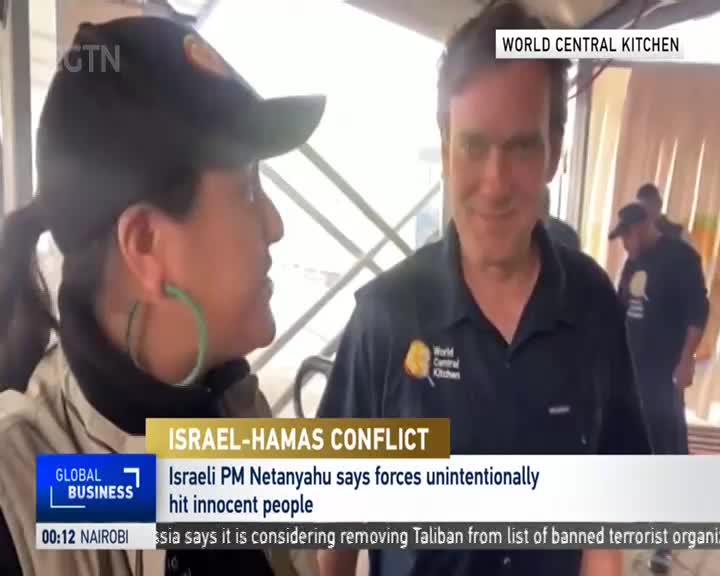 CGTN
WORLD CENTRAL KITCHEN
World
Central
Kitchen
ISRAEL-HAMAS CONFLICT
GLOBAL
BUSINESS
Israeli PM Netanyahu says forces unintentionally
hit innocent people
00:12 NAIROBI
says it is considering removing Taliban from list of banned terrorist